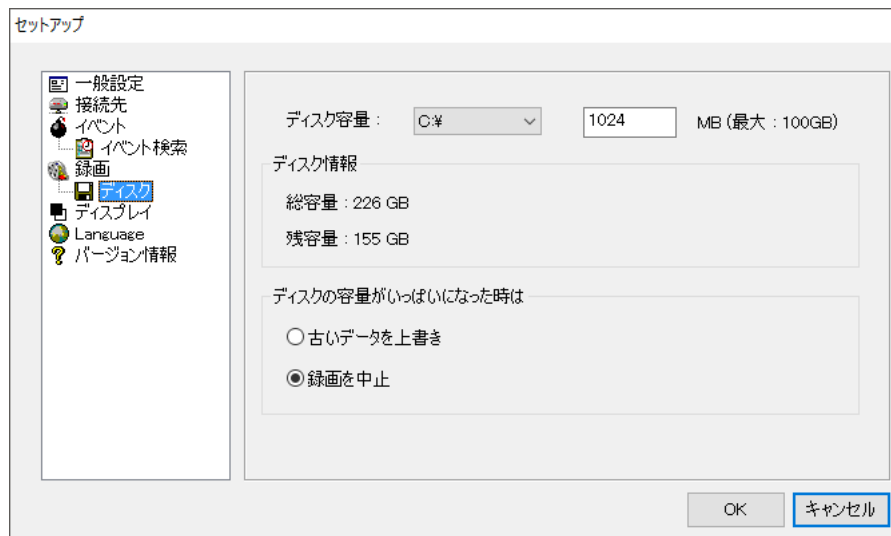 セットアップ
一般設定
接続先
イベント
イベント検索
録画
ディスク
ディスプレイ
Language
バージョン情報
ディスク容量： C:¥ 1024 MB (最大：100GB)
ディスク情報
総容量：226 GB
残容量：155 GB
ディスクの容量がいっぱいになった時は
古いデータを上書き
録画を中止
OK キャンセル